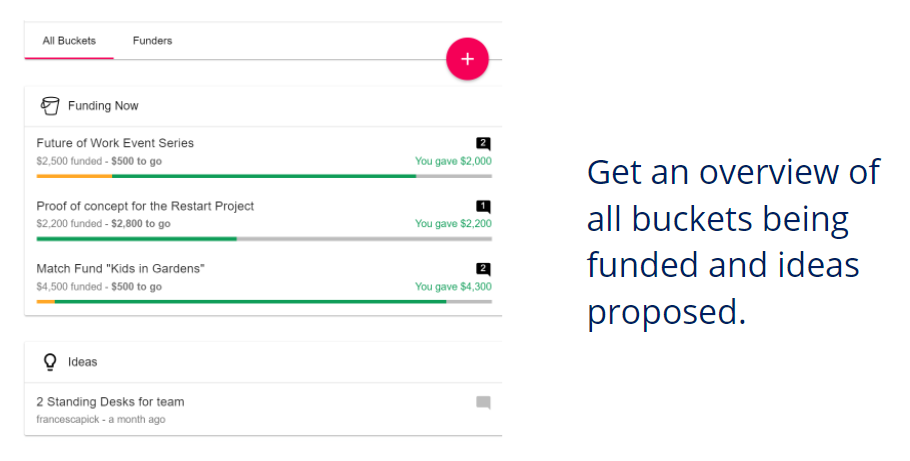 All Buckets Funders
+
Funding Now
Future of Work Event Series 2
$2,500 funded - $500 to go You gave $2,000
Proof of concept for the Restart Project 1
$2,200 funded - $2,800 to go You gave $2,200
Match Fund "Kids in Gardens" 2
$4,500 funded - $500 to go You gave $4,300
Ideas
2 Standing Desks for team
francescapick - a month ago
Get an overview of
all buckets being
funded and ideas
proposed.